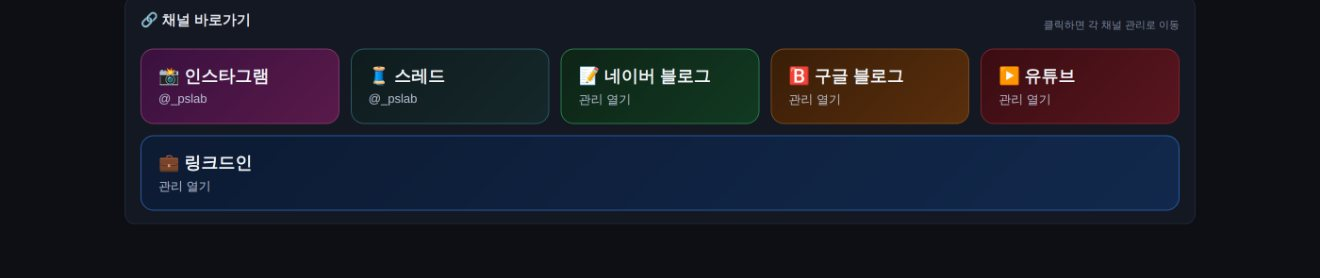 🔗 채널 바로가기
클릭하면 각 채널 관리로 이동
📸 인스타그램
@_pslab
🧵 스레드
@_pslab
📝 네이버 블로그
관리 열기
🅱 구글 블로그
관리 열기
▶️ 유튜브
관리 열기
💼 링크드인
관리 열기